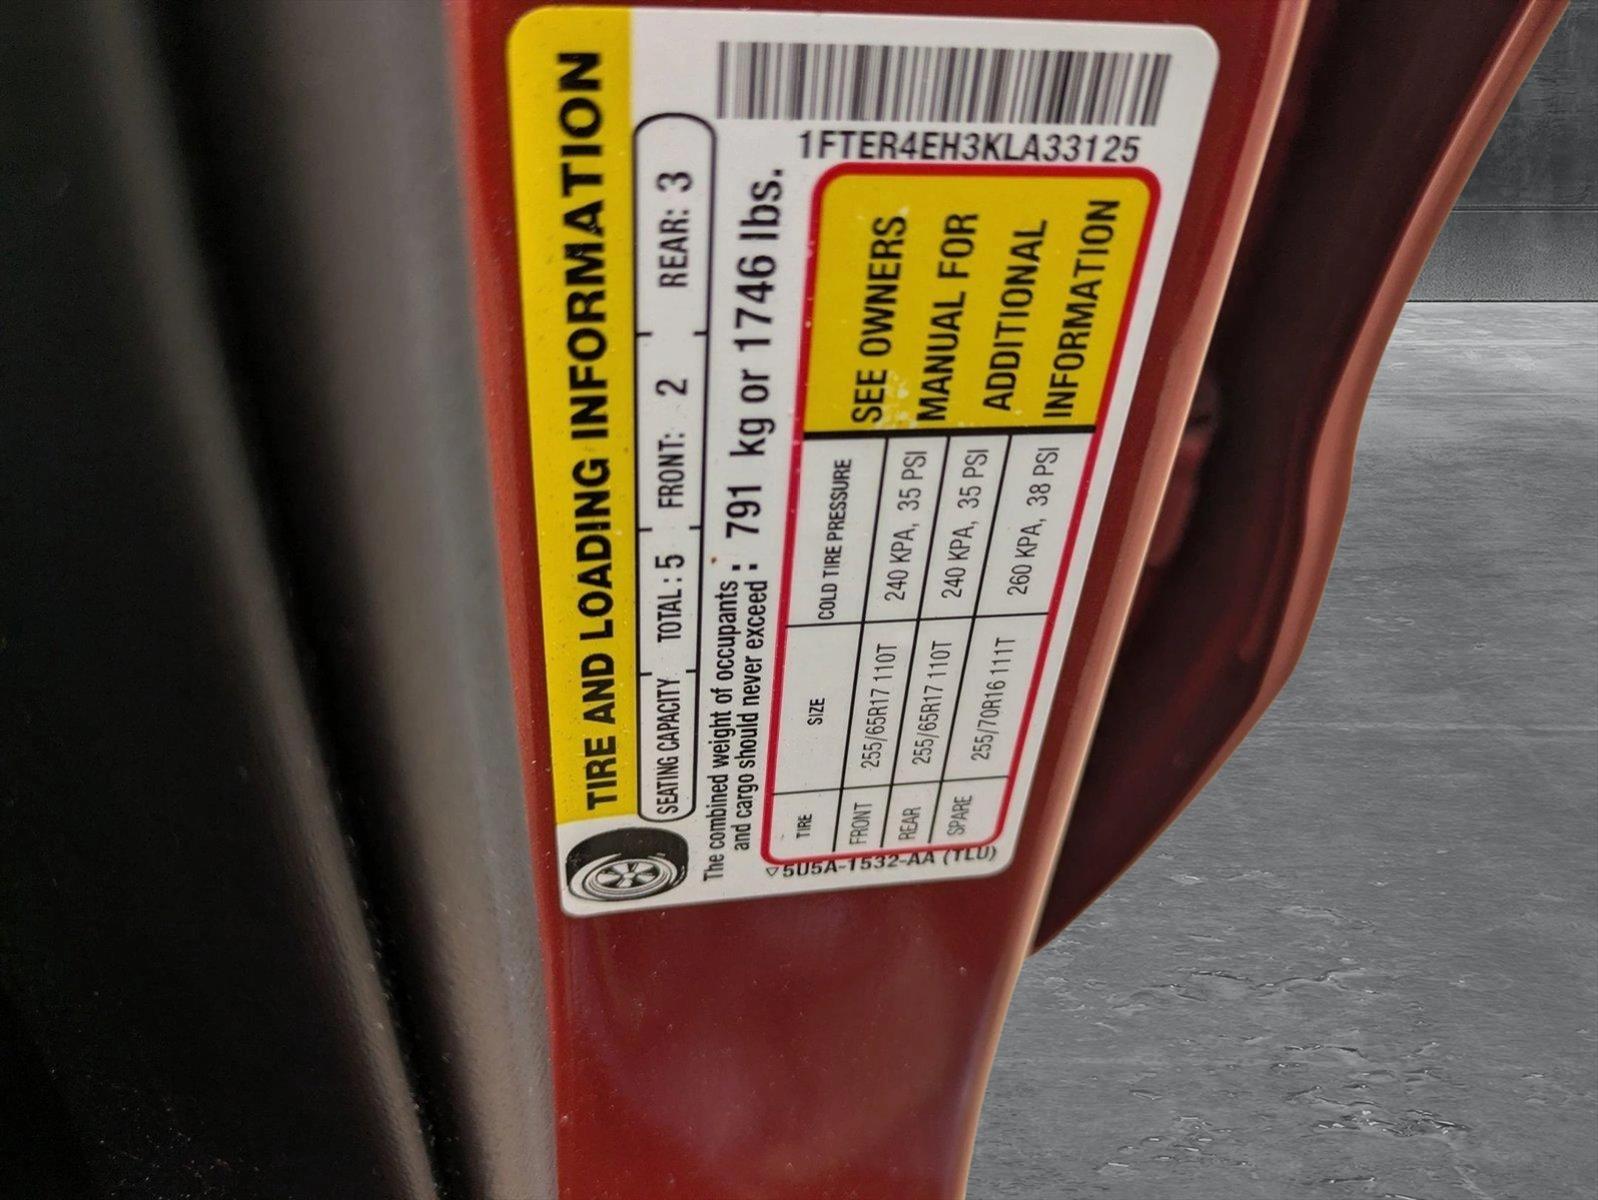 TIRE AND LOADING INFORMATION
SEATING CAPACITY TOTAL : 5 FRONT: 2 REAR: 3
The combined weight of occupants :
and cargo should never exceed : 791 kg or 1746 lbs.
1FTER4EH3KLA33125
TIRE SIZE COLD TIRE PRESSURE
FRONT 255/65R17 110T 240 KPA, 35 PSI
REAR 255/65R17 110T 240 KPA, 35 PSI
SPARE 255/70R16 111T 260 KPA, 38 PSI
SEE OWNERS
MANUAL FOR
ADDITIONAL
INFORMATION
5U5A-1532-AA (TLU)